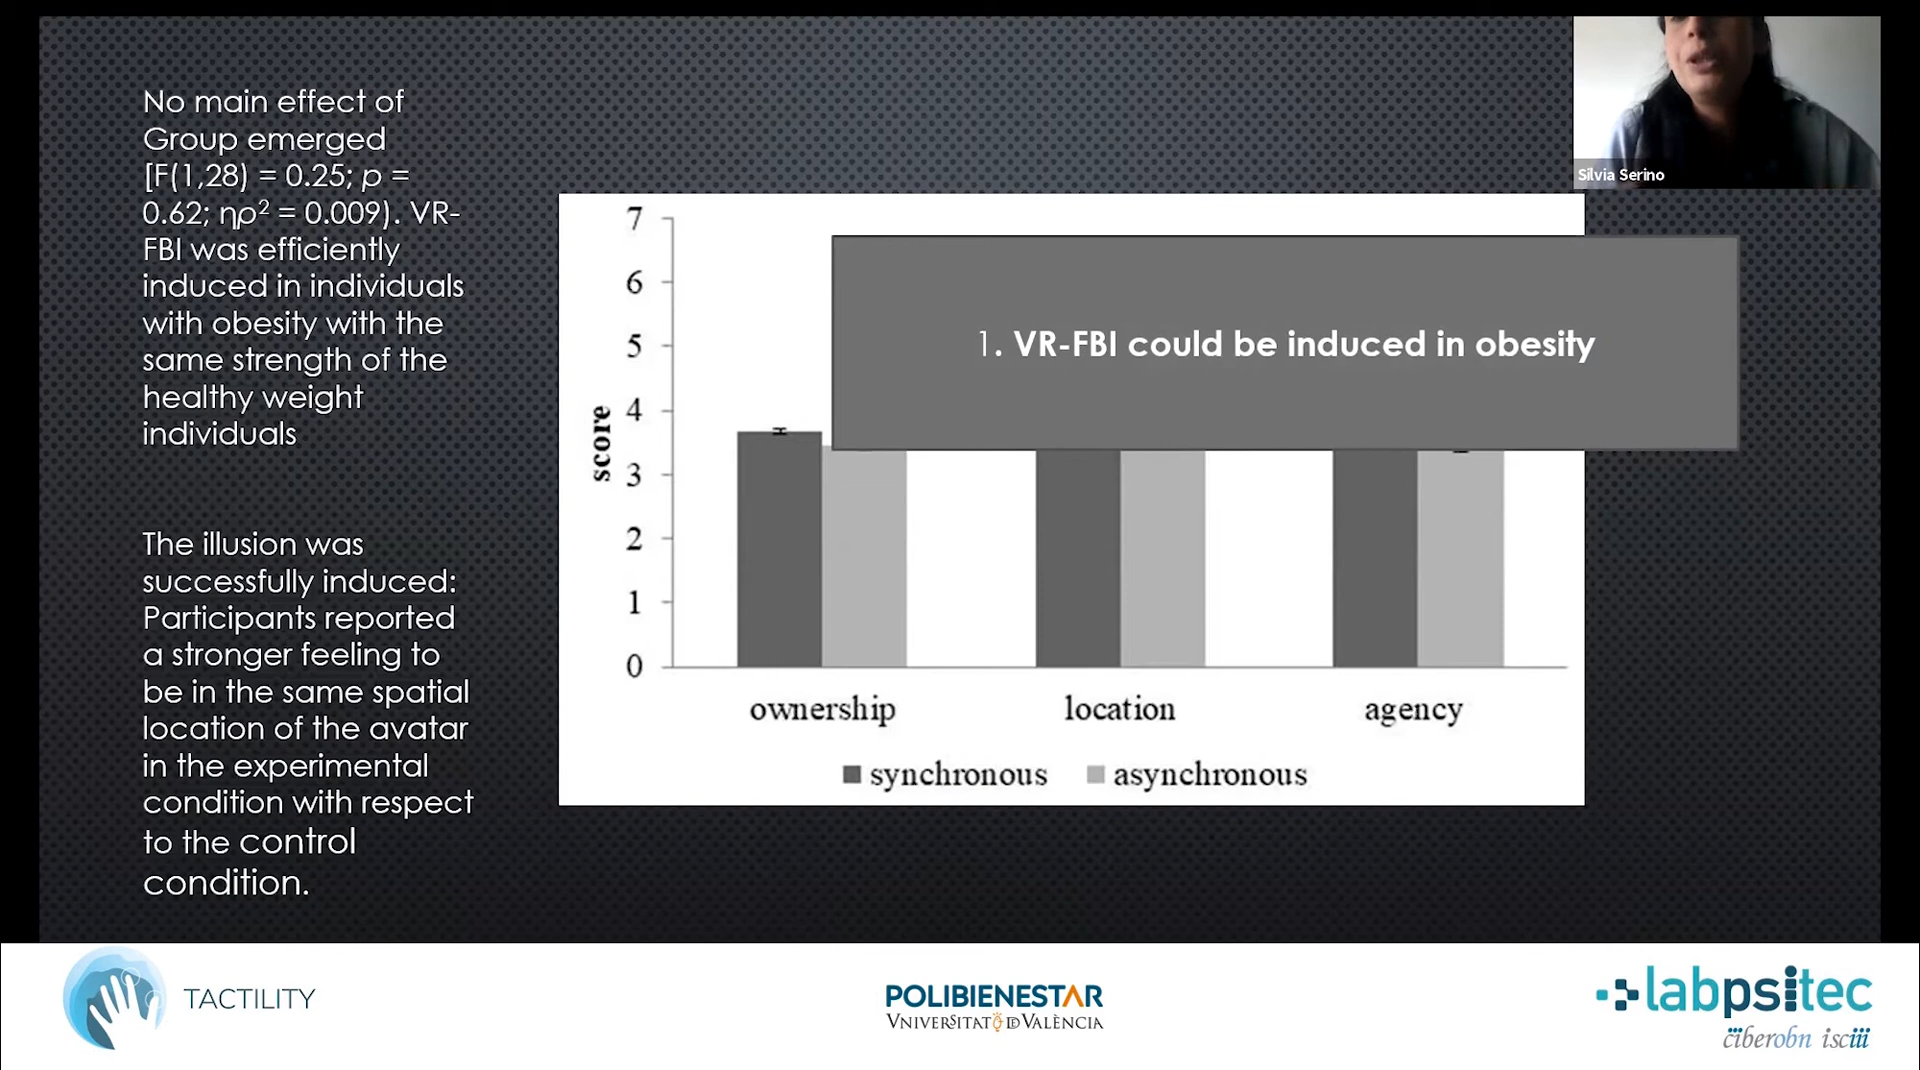 No main effect of
Group emerged
[F(1,28) = 0.25; p =
0.62; ηρ² = 0.009). VR-
FBI was efficiently
induced in individuals
with obesity with the
same strength of the
healthy weight
individuals
The illusion was
successfully induced:
Participants reported
a stronger feeling to
be in the same spatial
location of the avatar
in the experimental
condition with respect
to the control
condition.
Silvia Serino
7
6
5
4
3
2
1
0
score
1. VR-FBI could be induced in obesity
ownership location agency
synchronous asynchronous
TACTILITY
POLIBIENESTAR
VNIVERSITAT DE VALÈNCIA
labpsitec
ciberobn isciii